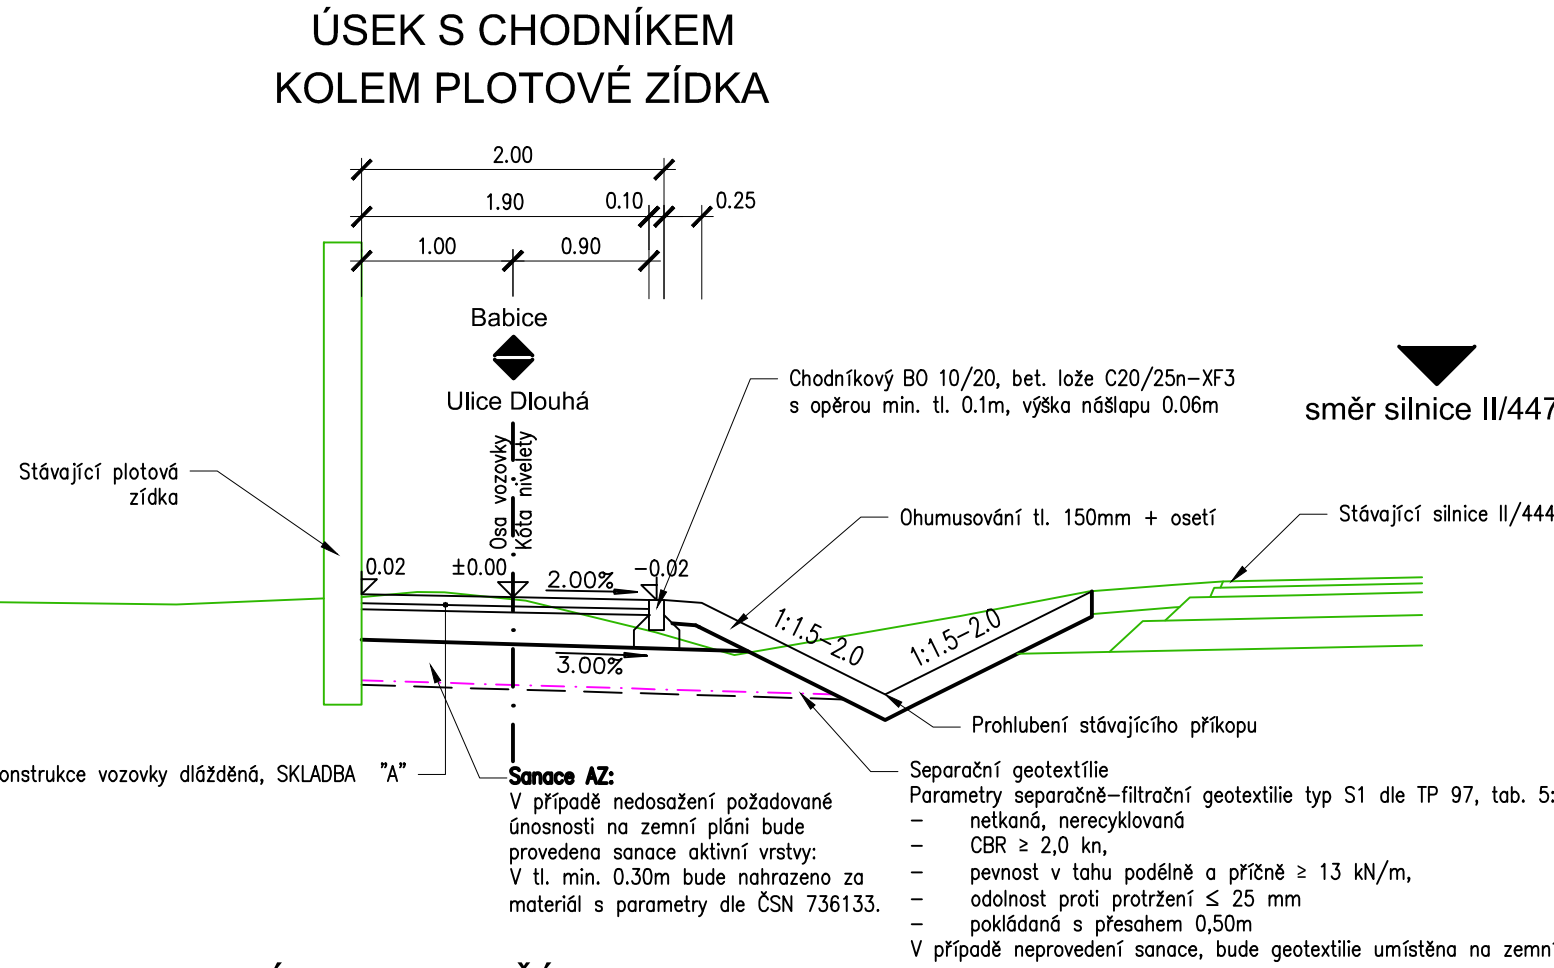 ÚSEK S CHODNÍKEM
KOLEM PLOTOVÉ ZÍDKA
2.00
1.90
0.10
0.25
1.00
0.90
Babice
Ulice Dlouhá
Osa vozovky
Kóta nivelety
Chodníkový BO 10/20, bet. lože C20/25n-XF3
s opěrou min. tl. 0.1m, výška nášlapu 0.06m
směr silnice II/447
Stávající plotová
zídka
Ohumusování tl. 150mm + osetí
Stávající silnice II/444
0.02
±0.00
2.00%
-0.02
3.00%
1:1.5-2.0
1:1.5-2.0
Prohlubení stávajícího příkopu
onstrukce vozovky dlážděná, SKLADBA "A"
Sanace AZ:
V případě nedosažení požadované
únosnosti na zemní pláni bude
provedena sanace aktivní vrstvy:
V tl. min. 0.30m bude nahrazeno za
materiál s parametry dle ČSN 736133.
Separační geotextílie
Parametry separačně-filtrační geotextilie typ S1 dle TP 97, tab. 5:
- netkaná, nerecyklovaná
- CBR ≥ 2,0 kn,
- pevnost v tahu podélně a příčně ≥ 13 kN/m,
- odolnost proti protržení ≤ 25 mm
- pokládaná s přesahem 0,50m
V případě neprovedení sanace, bude geotextilie umístěna na zemní